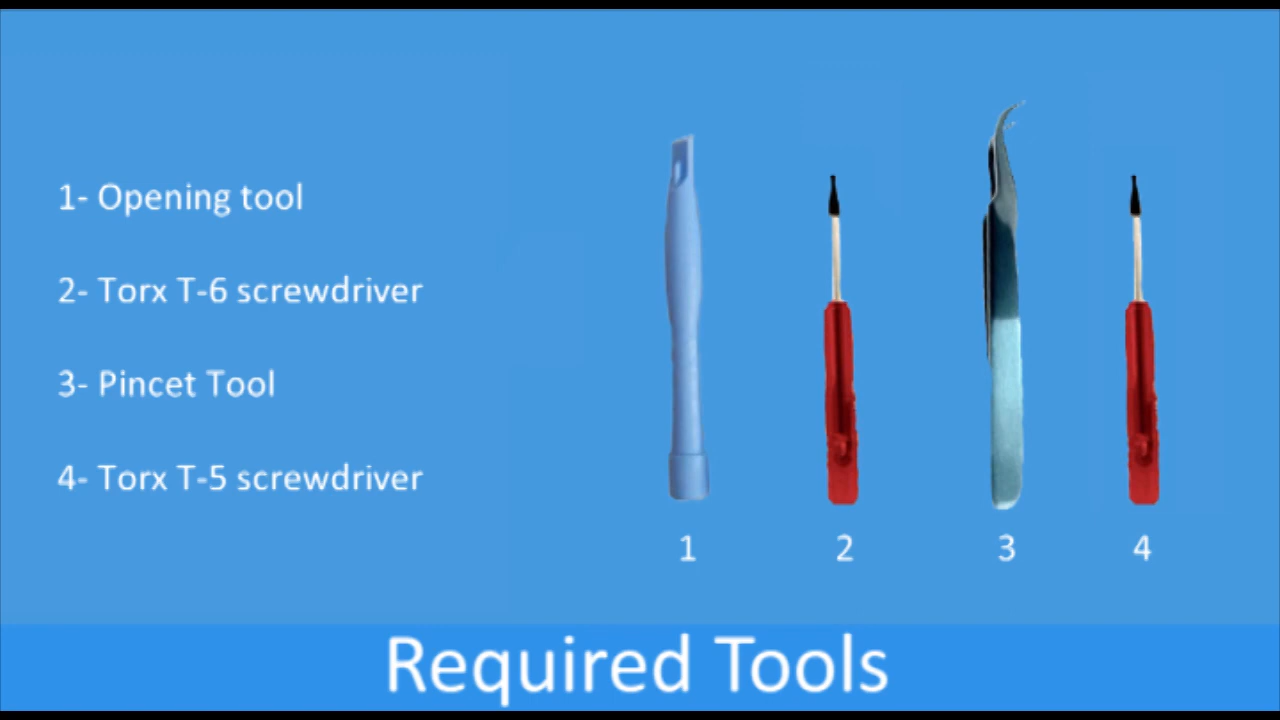 1- Opening tool
2- Torx T-6 screwdriver
3- Pincet Tool
4- Torx T-5 screwdriver
1 2 3 4
Required Tools